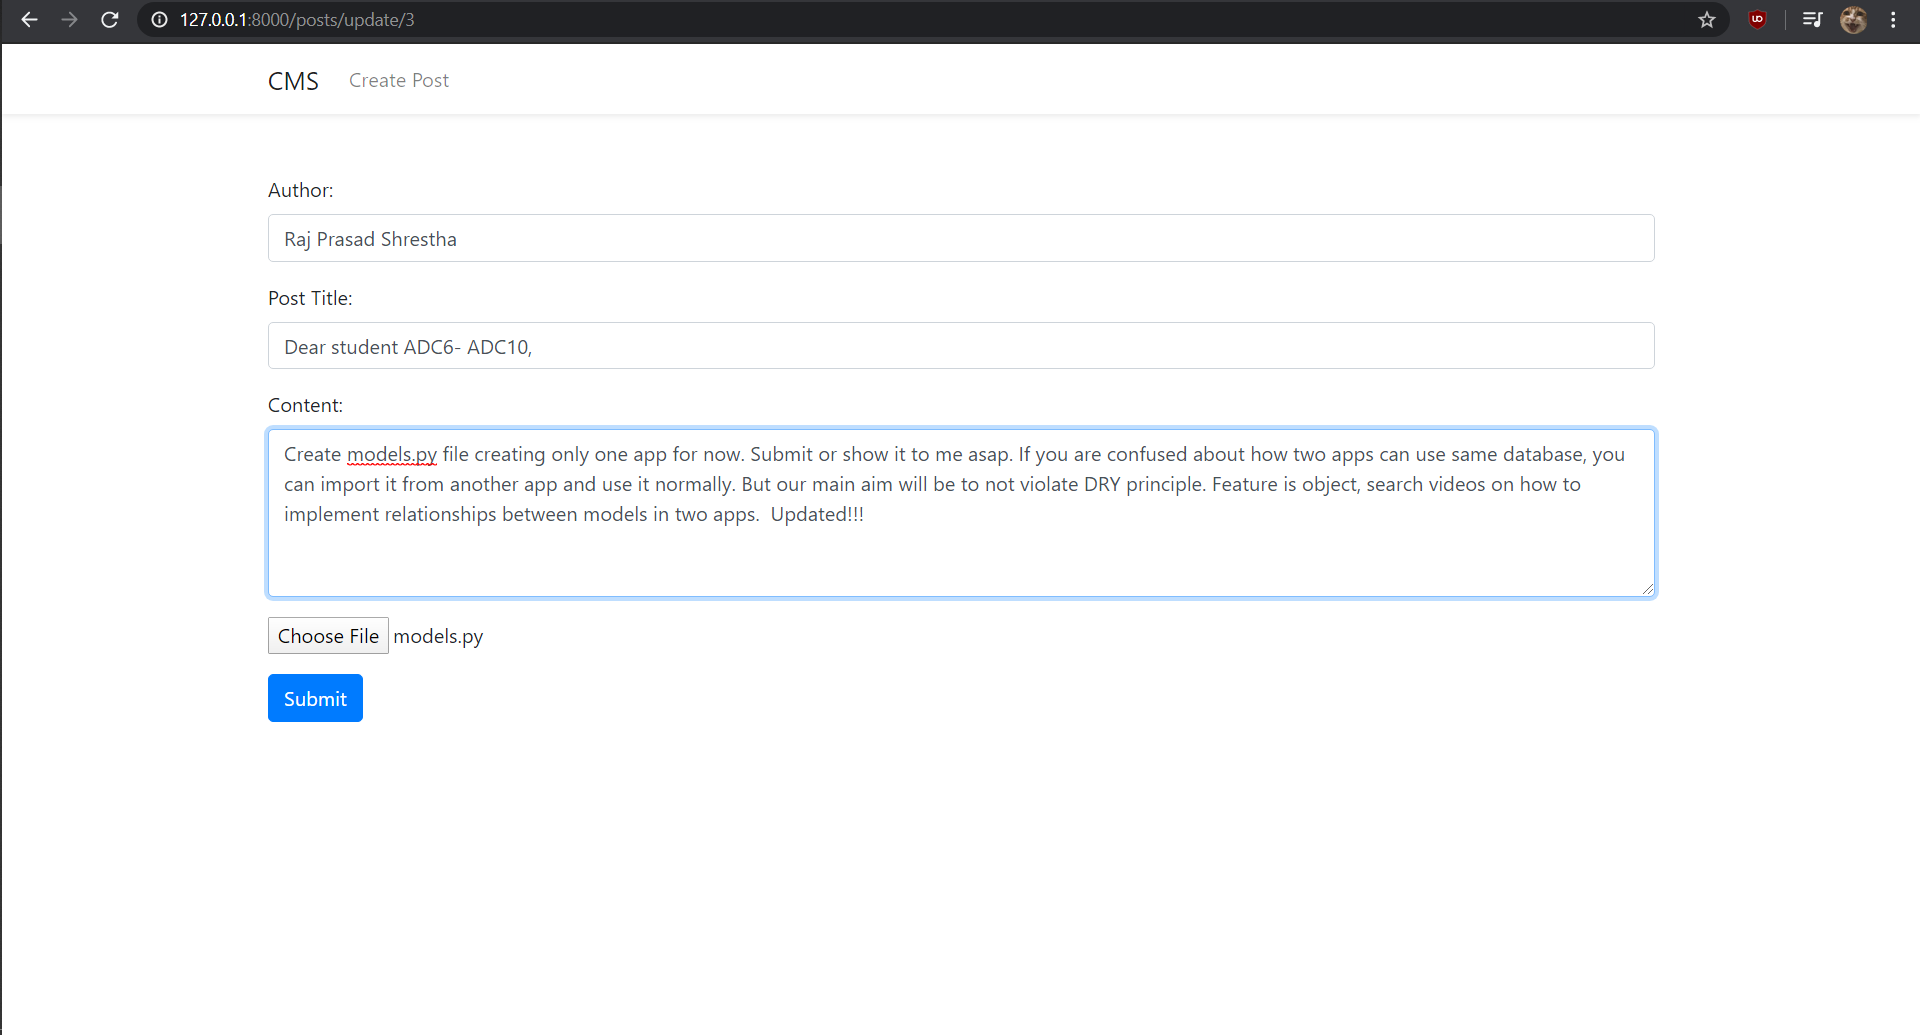 127.0.0.1:8000/posts/update/3
CMS Create Post
Author:
Raj Prasad Shrestha
Post Title:
Dear student ADC6- ADC10,
Content:
Create models.py file creating only one app for now. Submit or show it to me asap. If you are confused about how two apps can use same database, you
can import it from another app and use it normally. But our main aim will be to not violate DRY principle. Feature is object, search videos on how to
implement relationships between models in two apps.  Updated!!!
Choose File models.py
Submit